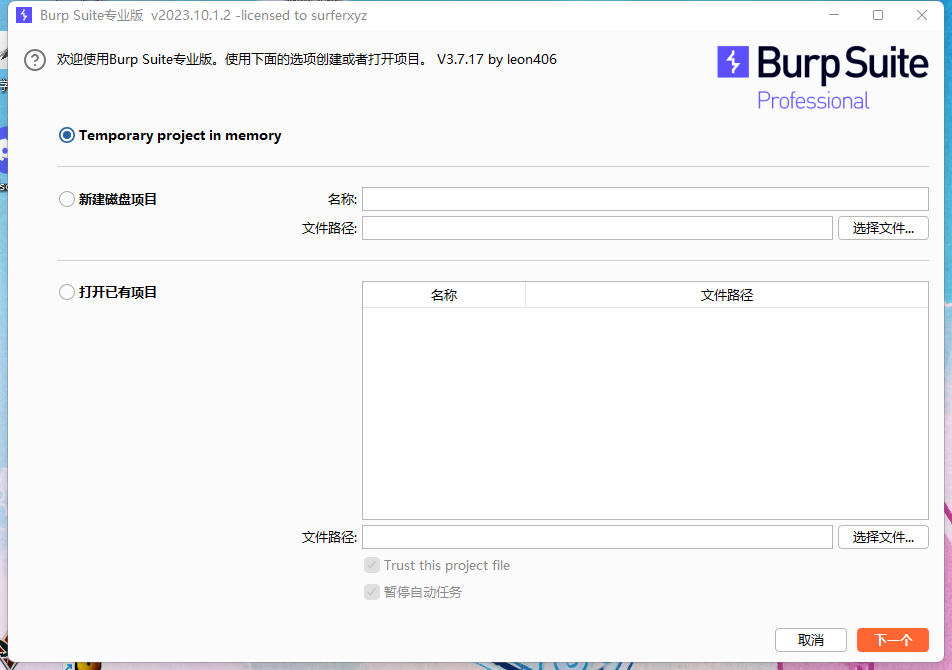 Burp Suite专业版 v2023.10.1.2 -licensed to surferxyz
欢迎使用Burp Suite专业版。使用下面的选项创建或者打开项目。 V3.7.17 by leon406
Burp Suite
Professional
Temporary project in memory
新建磁盘项目
名称:
文件路径:
选择文件...
打开已有项目
名称
文件路径
文件路径:
选择文件...
Trust this project file
暂停自动任务
取消
下一个